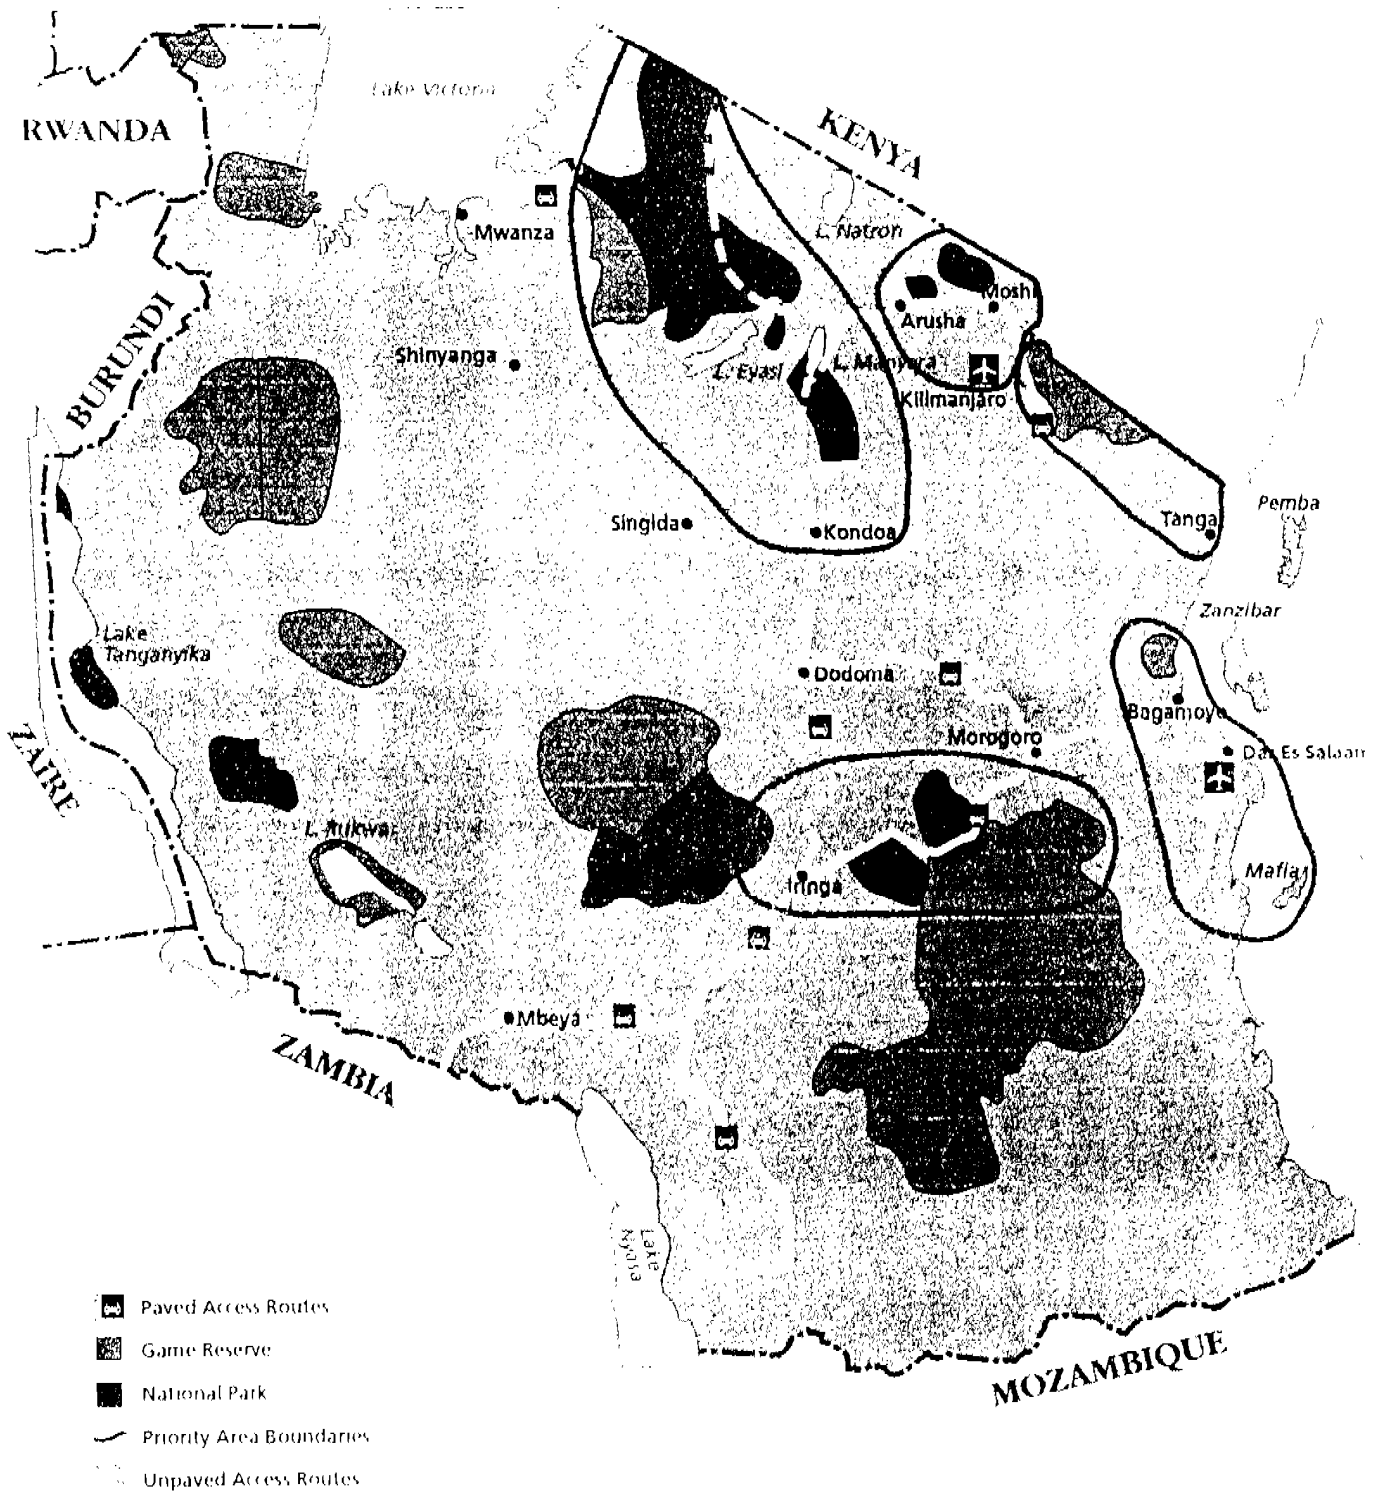 Lake Victoria
RWANDA
KENYA
Mwanza
L. Natron
Moshi
Arusha
BURUNDI
Shinyanga
L. Eyasi
L. Manyara
Kilimanjaro
Singida
Kondoa
Tanga
Pemba
Zanzibar
Lake
Tanganyika
Dodoma
Bagamoyo
Morogoro
Dar Es Salaam
ZAIRE
L. Rukwa
Iringa
Mafia
Mbeya
ZAMBIA
Lake
Nyasa
Paved Access Routes
Game Reserve
National Park
Priority Area Boundaries
Unpaved Access Routes
MOZAMBIQUE